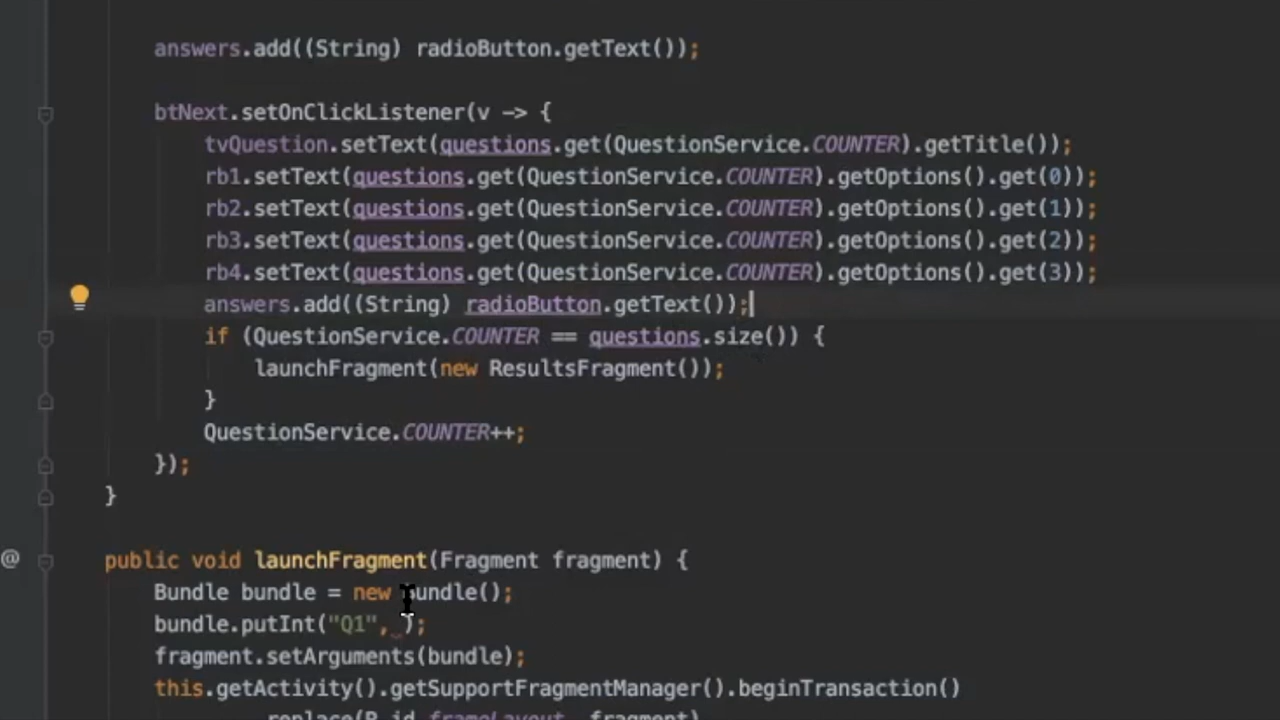 answers.add((String) radioButton.getText());
btNext.setOnClickListener(v -> {
tvQuestion.setText(questions.get(QuestionService.COUNTER).getTitle());
rb1.setText(questions.get(QuestionService.COUNTER).getOptions().get(0));
rb2.setText(questions.get(QuestionService.COUNTER).getOptions().get(1));
rb3.setText(questions.get(QuestionService.COUNTER).getOptions().get(2));
rb4.setText(questions.get(QuestionService.COUNTER).getOptions().get(3));
answers.add((String) radioButton.getText());
if (QuestionService.COUNTER == questions.size()) {
launchFragment(new ResultsFragment());
}
QuestionService.COUNTER++;
});
}
@ public void launchFragment(Fragment fragment) {
Bundle bundle = new Bundle();
bundle.putInt("Q1", );
fragment.setArguments(bundle);
this.getActivity().getSupportFragmentManager().beginTransaction()
.replace(R.id.frameLayout, fragment)